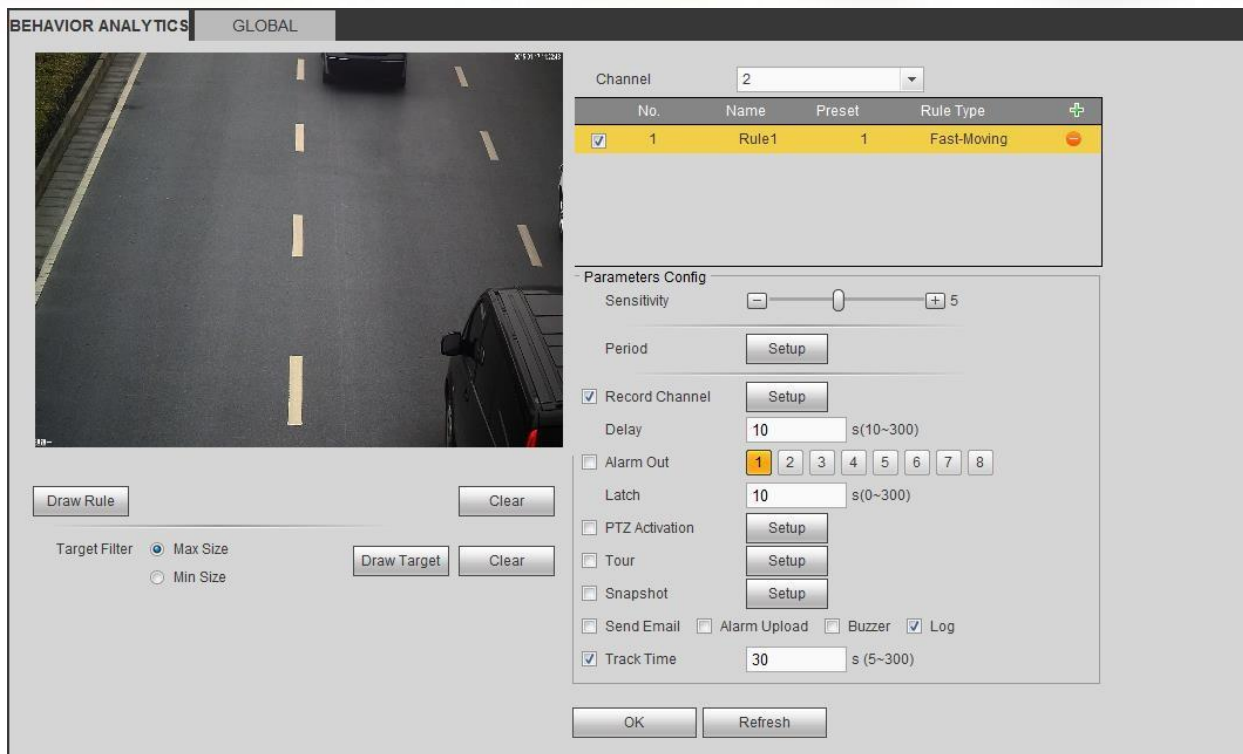 BEHAVIOR ANALYTICS GLOBAL
Channel 2
No. Name Preset Rule Type
1 Rule1 1 Fast-Moving
Parameters Config
Sensitivity 5
Period Setup
Record Channel Setup
Delay 10 s(10~300)
Alarm Out 1 2 3 4 5 6 7 8
Latch 10 s(0~300)
PTZ Activation Setup
Tour Setup
Snapshot Setup
Send Email Alarm Upload Buzzer Log
Track Time 30 s (5~300)
OK Refresh
Draw Rule Clear
Target Filter Max Size Draw Target Clear
Min Size